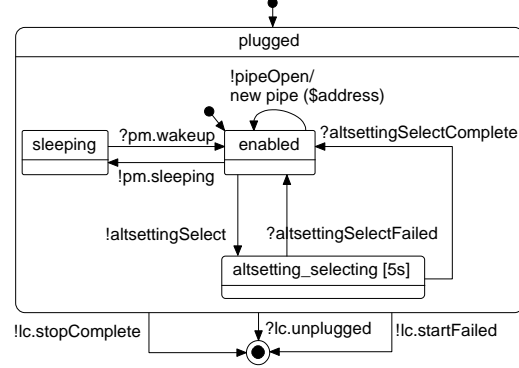 plugged
!pipeOpen/
new pipe ($address)
sleeping
?pm.wakeup
enabled
?altsettingSelectComplete
!pm.sleeping
!altsettingSelect
?altsettingSelectFailed
altsetting_selecting [5s]
!lc.stopComplete
?lc.unplugged
!lc.startFailed